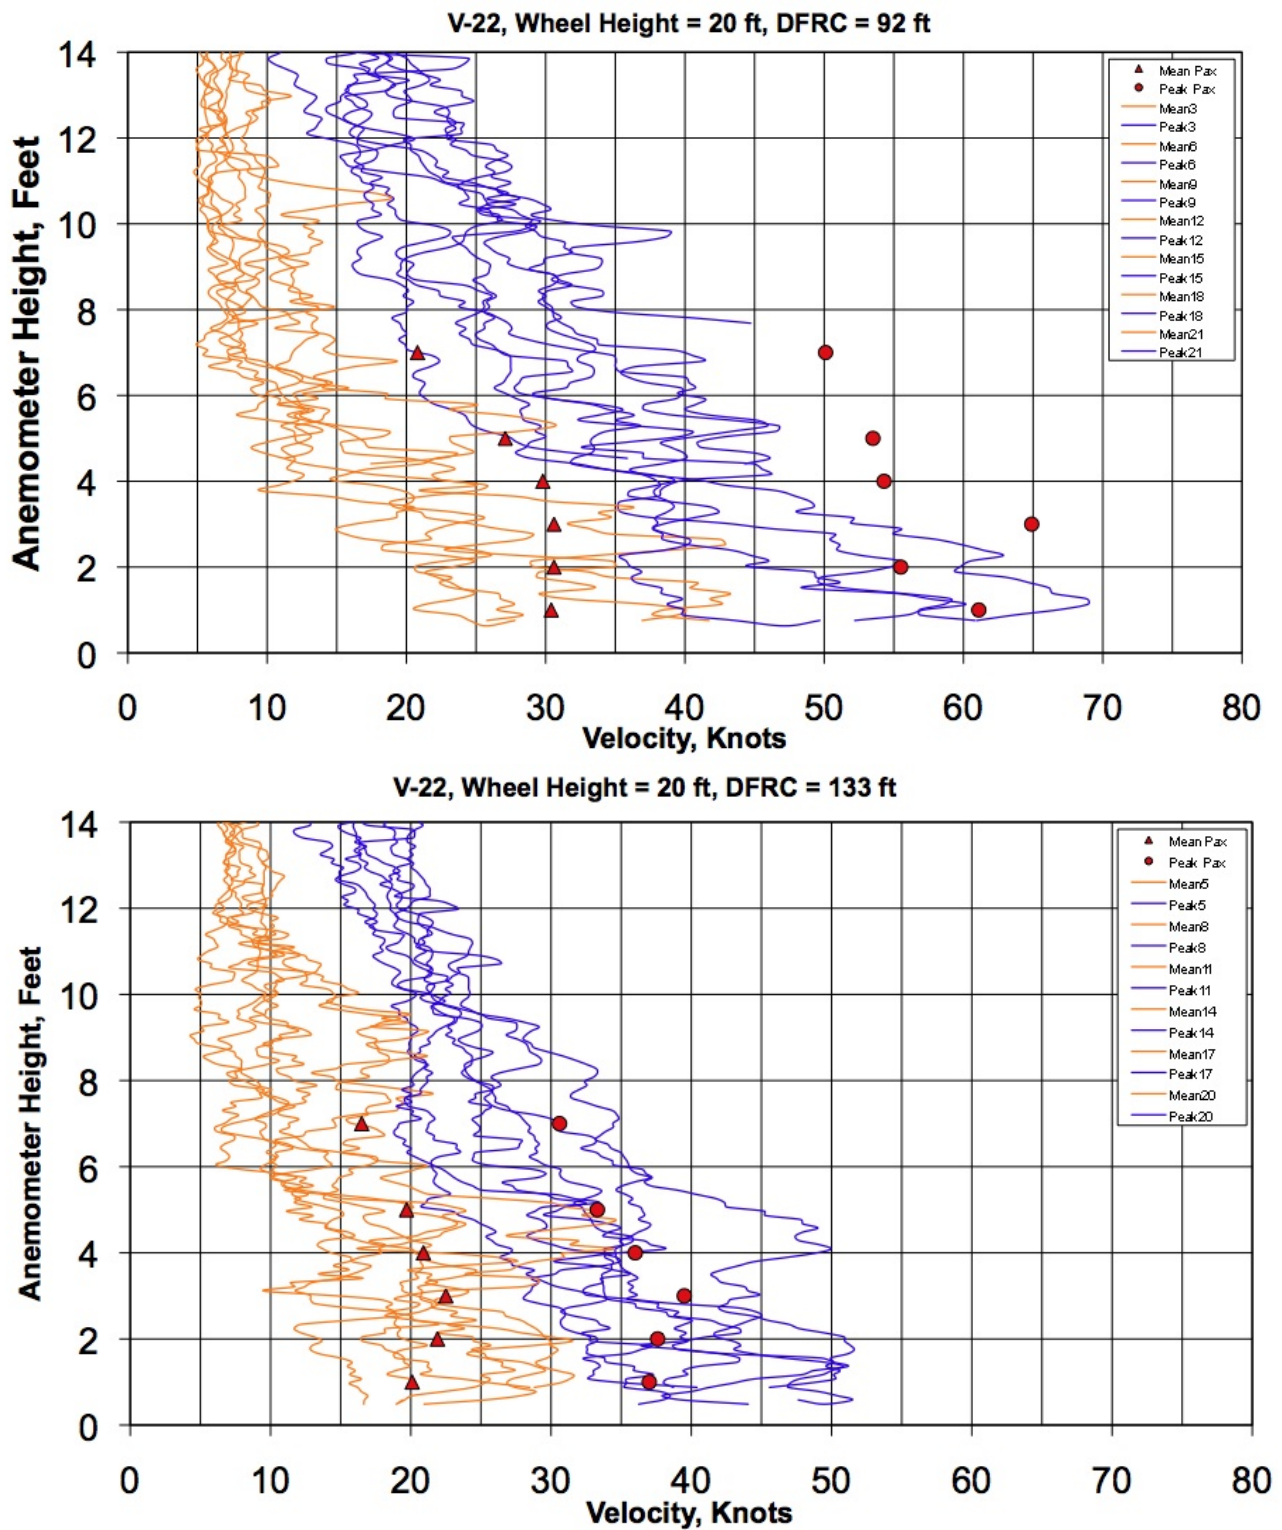 V-22, Wheel Height = 20 ft, DFRC = 92 ft
14
12
10
8
6
4
2
0
Anemometer Height, Feet
Mean Pax
Peak Pax
Mean3
Peak3
Mean6
Peak6
Mean9
Peak9
Mean12
Peak12
Mean15
Peak15
Mean18
Peak18
Mean21
Peak21
0 10 20 30 40 50 60 70 80
Velocity, Knots
V-22, Wheel Height = 20 ft, DFRC = 133 ft
14
12
10
8
6
4
2
0
Anemometer Height, Feet
Mean Pax
Peak Pax
Mean5
Peak5
Mean8
Peak8
Mean11
Peak11
Mean14
Peak14
Mean17
Peak17
Mean20
Peak20
0 10 20 30 40 50 60 70 80
Velocity, Knots